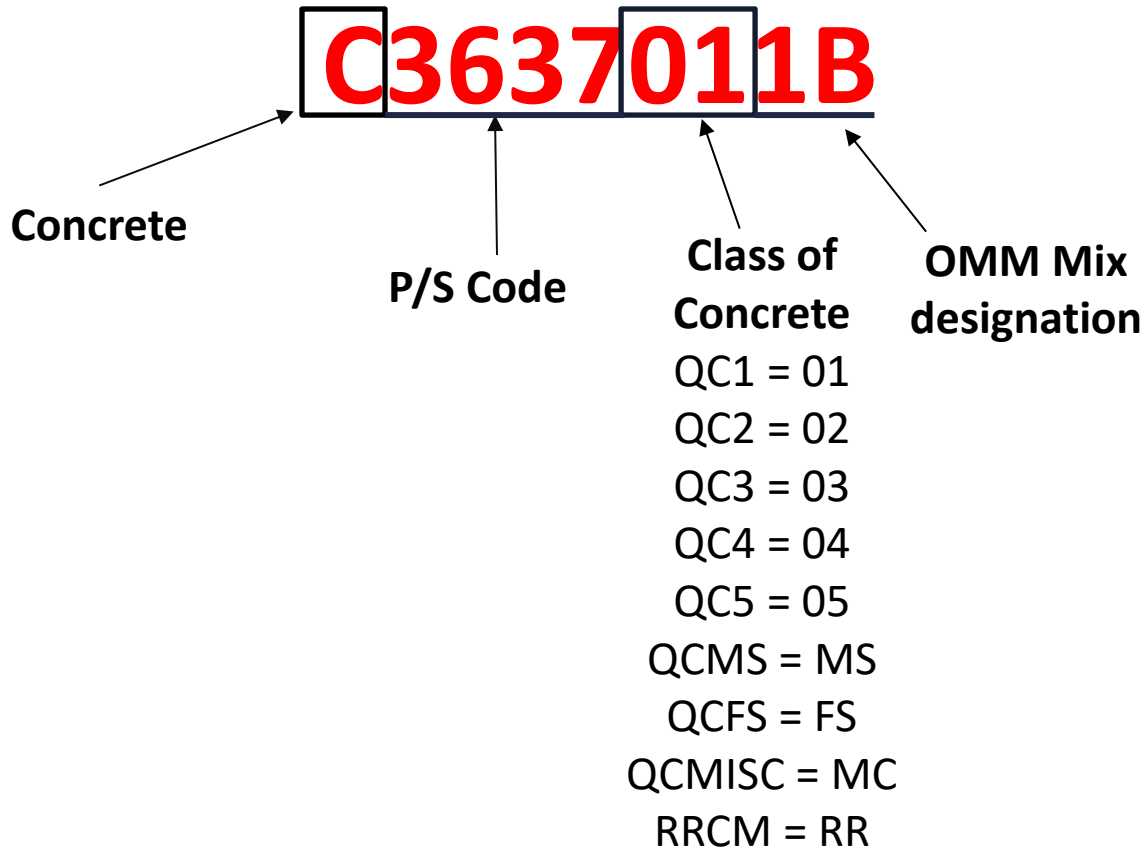 C3637011B
Concrete
P/S Code
Class of
Concrete
QC1 = 01
QC2 = 02
QC3 = 03
QC4 = 04
QC5 = 05
QCMS = MS
QCFS = FS
QCMISC = MC
RRCM = RR
OMM Mix
designation